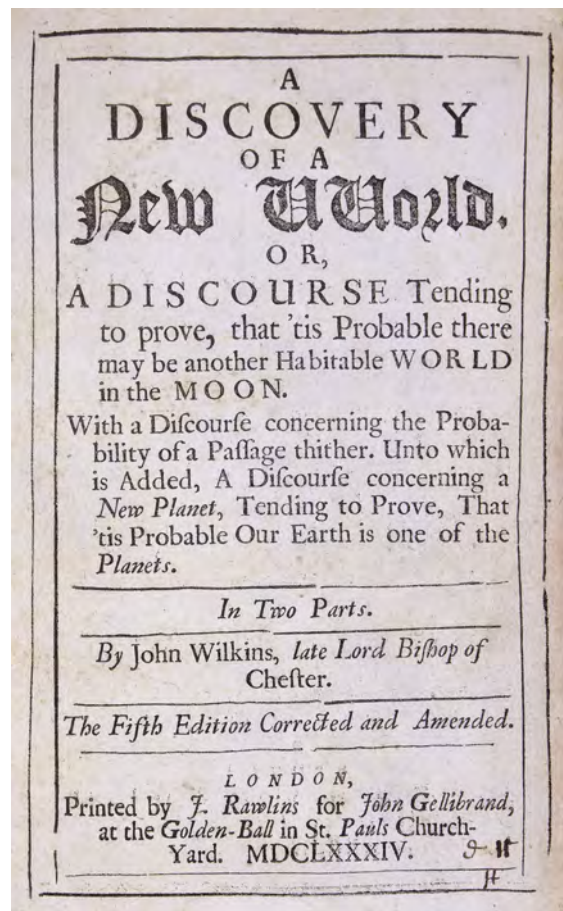 A
DISCOVERY
OF A
New UUorld.
OR,
A DISCOURSE Tending
to prove, that 'tis Probable there
may be another Habitable WORLD
in the MOON.
With a Diſcourſe concerning the Proba-
bility of a Paſſage thither. Unto which
is Added, A Diſcourſe concerning a
New Planet, Tending to Prove, That
'tis Probable Our Earth is one of the
Planets.
In Two Parts.
By John Wilkins, late Lord Biſhop of
Cheſter.
The Fifth Edition Corrected and Amended.
LONDON,
Printed by J. Rawlins for John Gellibrand,
at the Golden-Ball in St. Pauls Church-
Yard. MDCLXXXIV.